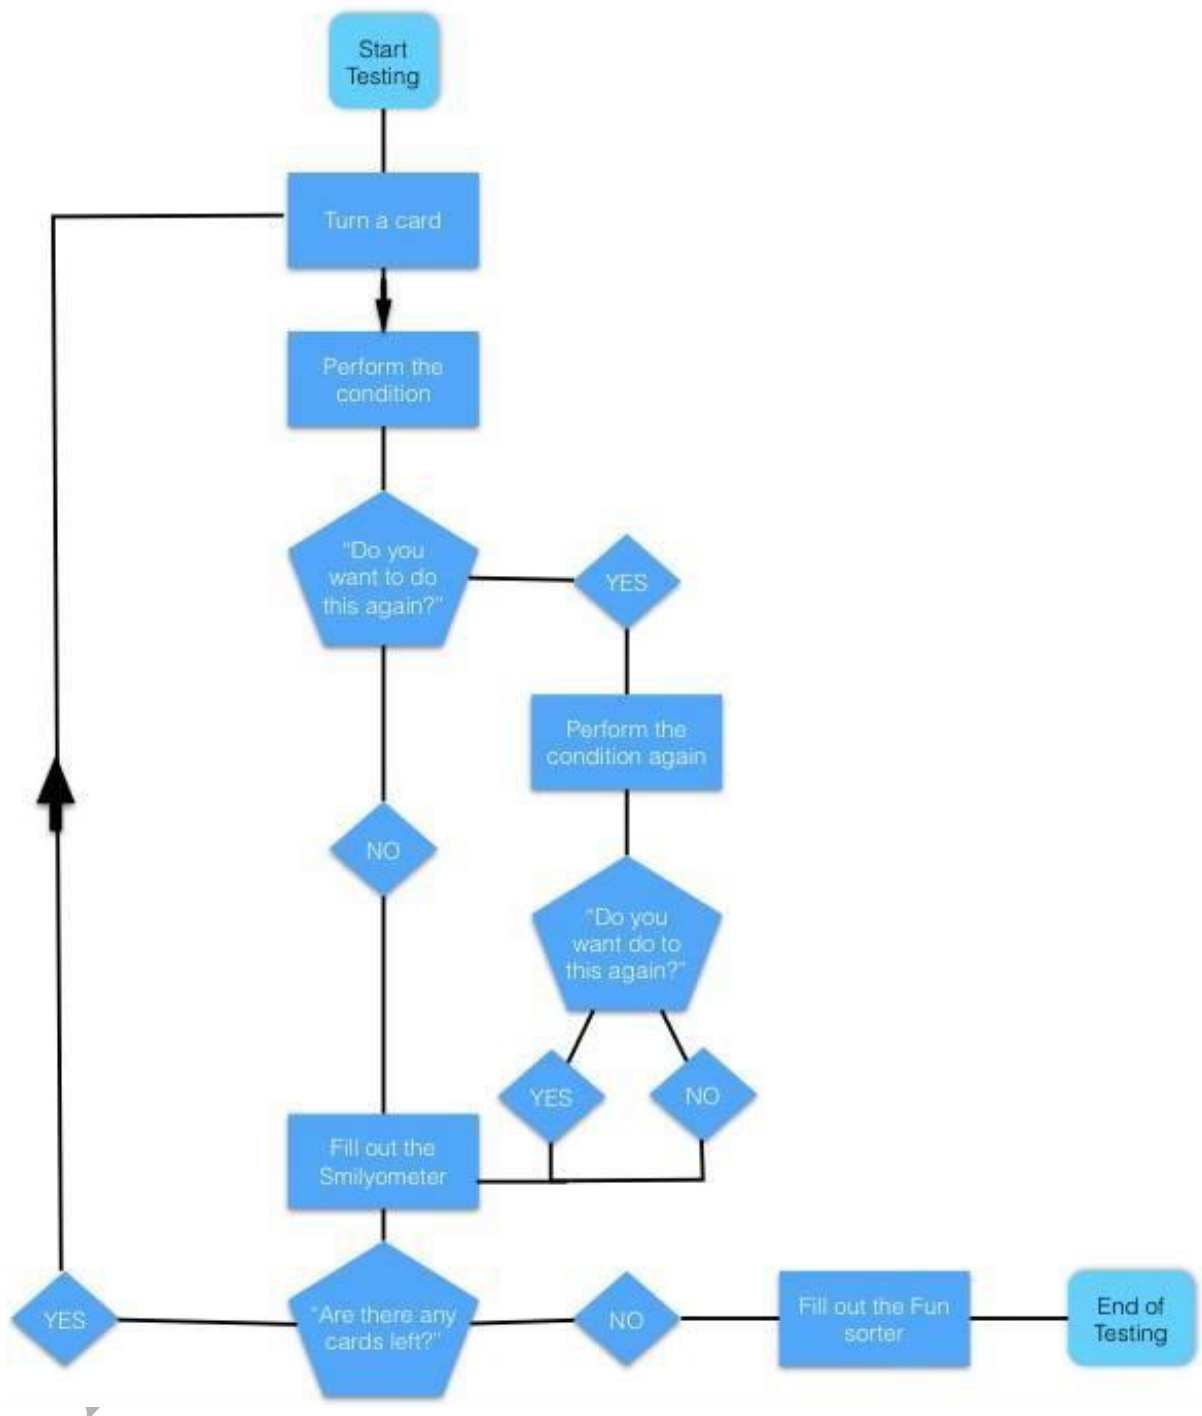 Start
Testing
Turn a card
Perform the
condition
"Do you
want to do
this again?"
YES
Perform the
condition again
NO
"Do you
want do to
this again?"
YES
NO
Fill out the
Smilyometer
YES
"Are there any
cards left?"
NO
Fill out the Fun
sorter
End of
Testing